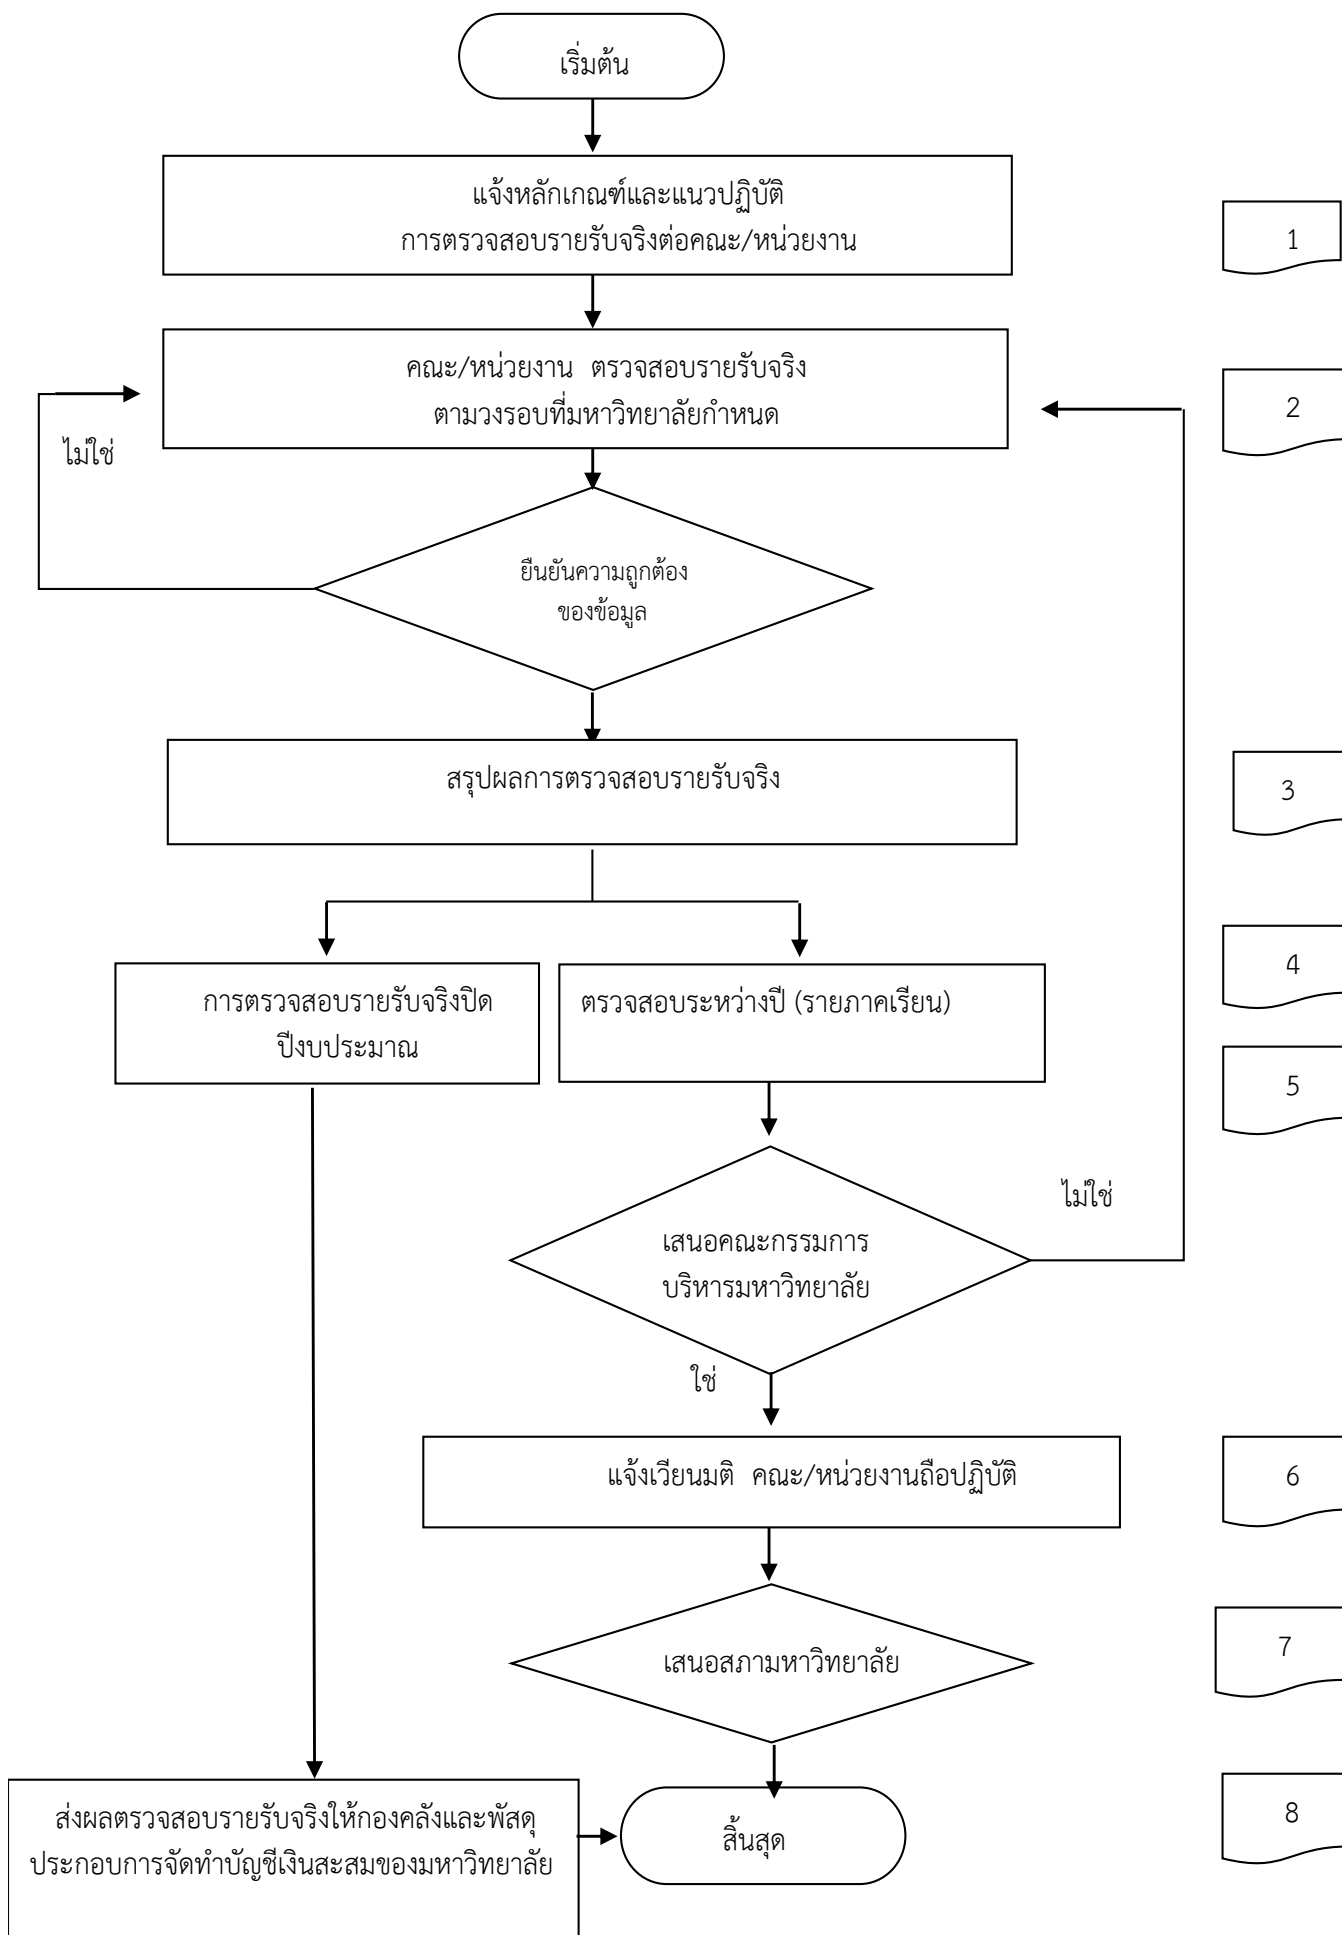 เริ่มต้น
แจ้งหลักเกณฑ์และแนวปฏิบัติ
การตรวจสอบรายรับจริงต่อคณะ/หน่วยงาน
1
คณะ/หน่วยงาน ตรวจสอบรายรับจริง
ตามวงรอบที่มหาวิทยาลัยกำหนด
2
ไม่ใช่
ยืนยันความถูกต้อง
ของข้อมูล
สรุปผลการตรวจสอบรายรับจริง
3
4
การตรวจสอบรายรับจริงปิด
ปีงบประมาณ
ตรวจสอบระหว่างปี (รายภาคเรียน)
5
ไม่ใช่
เสนอคณะกรรมการ
บริหารมหาวิทยาลัย
ใช่
แจ้งเวียนมติ คณะ/หน่วยงานถือปฏิบัติ
6
เสนอสภามหาวิทยาลัย
7
ส่งผลตรวจสอบรายรับจริงให้กองคลังและพัสดุ
ประกอบการจัดทำบัญชีเงินสะสมของมหาวิทยาลัย
สิ้นสุด
8